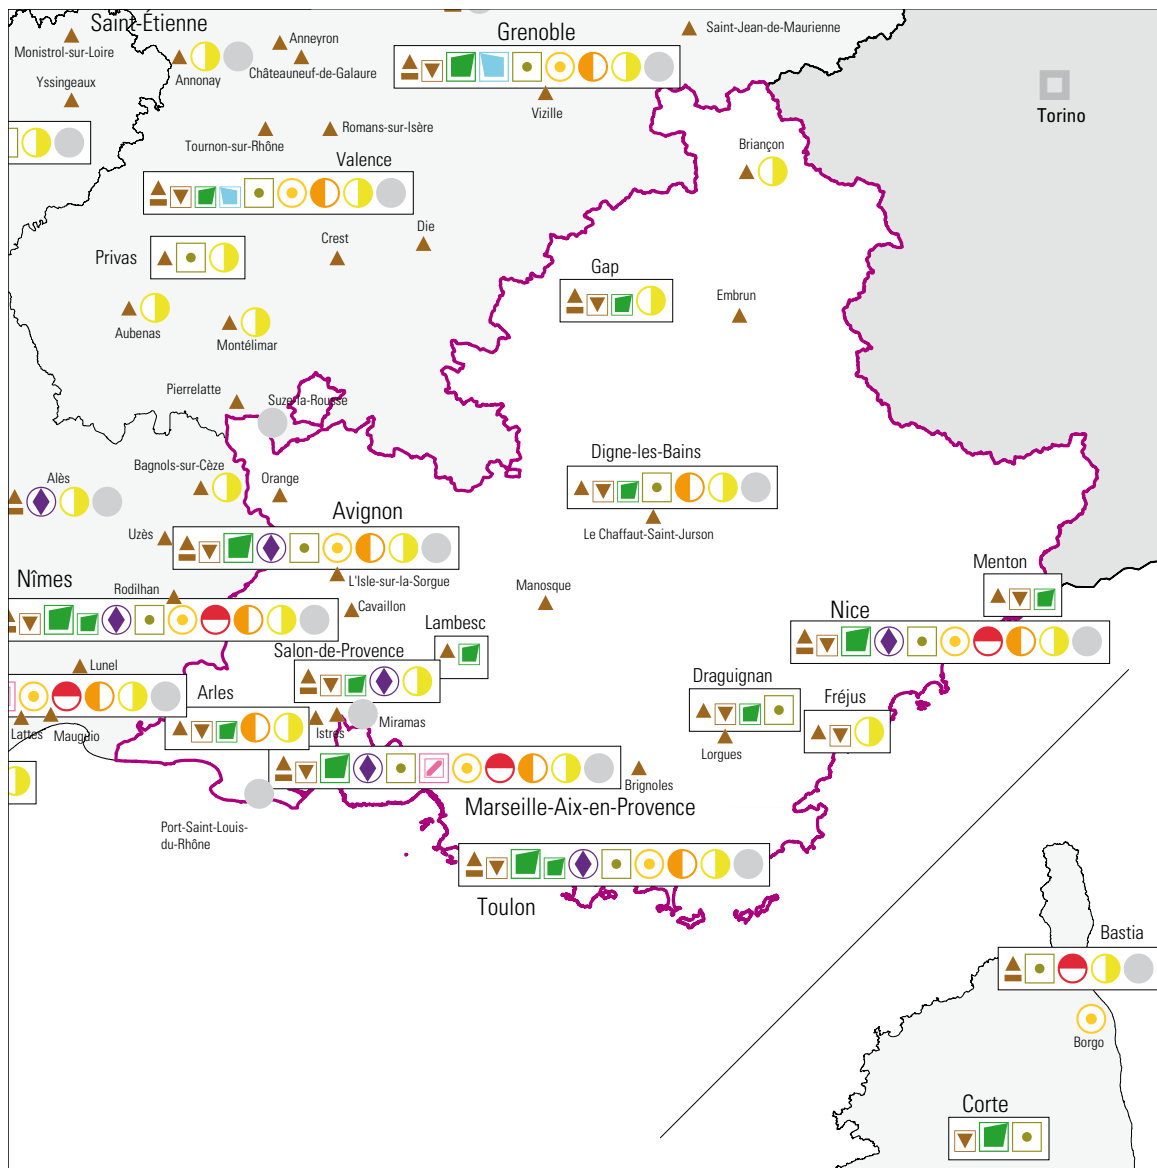 Saint-Étienne
Monistrol-sur-Loire
Anneyron
Grenoble
Saint-Jean-de-Maurienne
Yssingeaux
Annonay
Châteauneuf-de-Galaure
Torino
Vizille
Tournon-sur-Rhône
Romans-sur-Isère
Briançon
Valence
Die
Crest
Privas
Gap
Embrun
Aubenas
Montélimar
Pierrelatte
Suze-la-Rousse
Digne-les-Bains
Bagnols-sur-Cèze
Alès
Orange
Avignon
Uzès
Le Chaffaut-Saint-Jurson
Menton
Nîmes
Rodilhan
L'Isle-sur-la-Sorgue
Manosque
Cavaillon
Nice
Lambesc
Salon-de-Provence
Lunel
Arles
Draguignan
Fréjus
Lattes
Mauguio
Istres
Miramas
Lorgues
Brignoles
Marseille-Aix-en-Provence
Port-Saint-Louis-
du-Rhône
Toulon
Bastia
Borgo
Corte